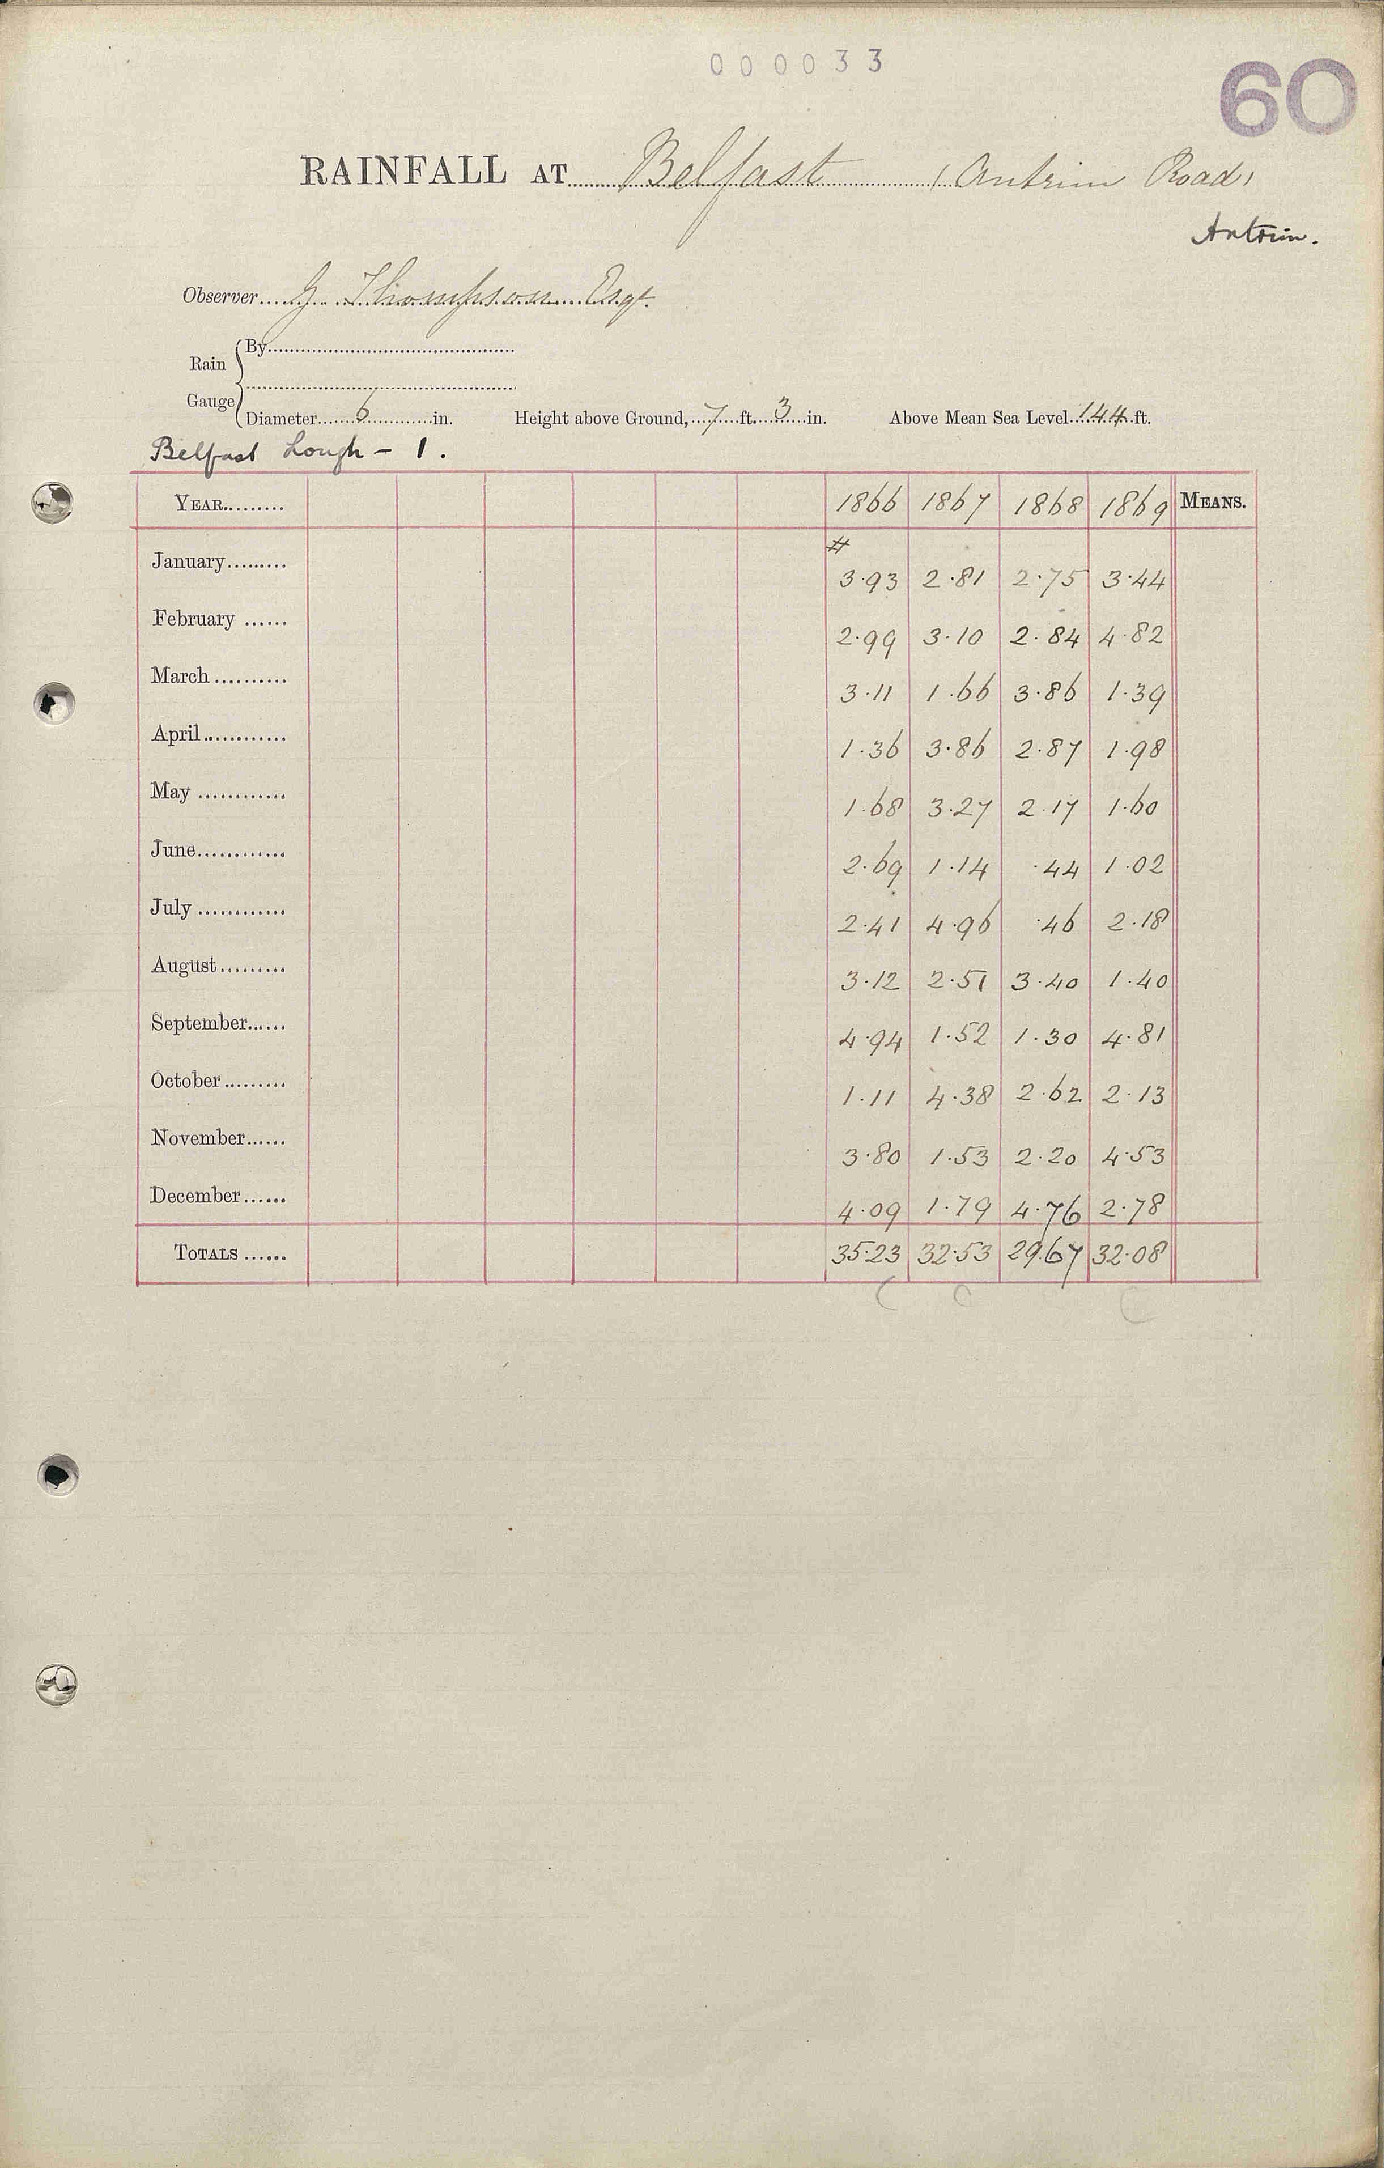 000033
60
RAINFALL AT Belfast (Antrim Road)
Antrim.
Observer G Thompson Esqr.
Rain Gauge By
Diameter 6 in. Height above Ground, 7 ft. 3 in. Above Mean Sea Level 144 ft.
Belfast Lough - 1.
YEAR 1866 1867 1868 1869 MEANS.
#
January 3.93 2.81 2.75 3.44
February 2.99 3.10 2.84 4.82
March 3.11 1.66 3.86 1.39
April 1.36 3.86 2.87 1.98
May 1.68 3.27 2.17 1.60
June 2.69 1.14 .44 1.02
July 2.41 4.96 .46 2.18
August 3.12 2.51 3.40 1.40
September 4.94 1.52 1.30 4.81
October 1.11 4.38 2.62 2.13
November 3.80 1.53 2.20 4.53
December 4.09 1.79 4.76 2.78
TOTALS 35.23 32.53 29.67 32.08